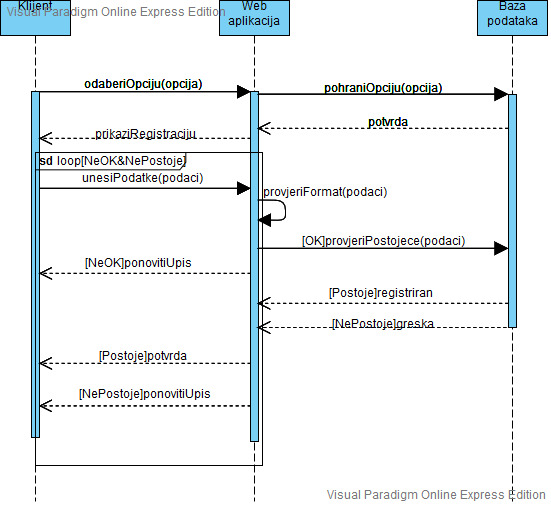 Visual Paradigm Online Express Edition
Klijent
Web
aplikacija
Baza
podataka
odaberiOpciju(opcija)
pohraniOpciju(opcija)
potvrda
prikaziRegistraciju
sd loop[NeOK&NePostoje]
unesiPodatke(podaci)
provjeriFormat(podaci)
[OK]provjeriPostojece(podaci)
[NeOK]ponovitiUpis
[Postoje]registriran
[NePostoje]greska
[Postoje]potvrda
[NePostoje]ponovitiUpis
Visual Paradigm Online Express Edition